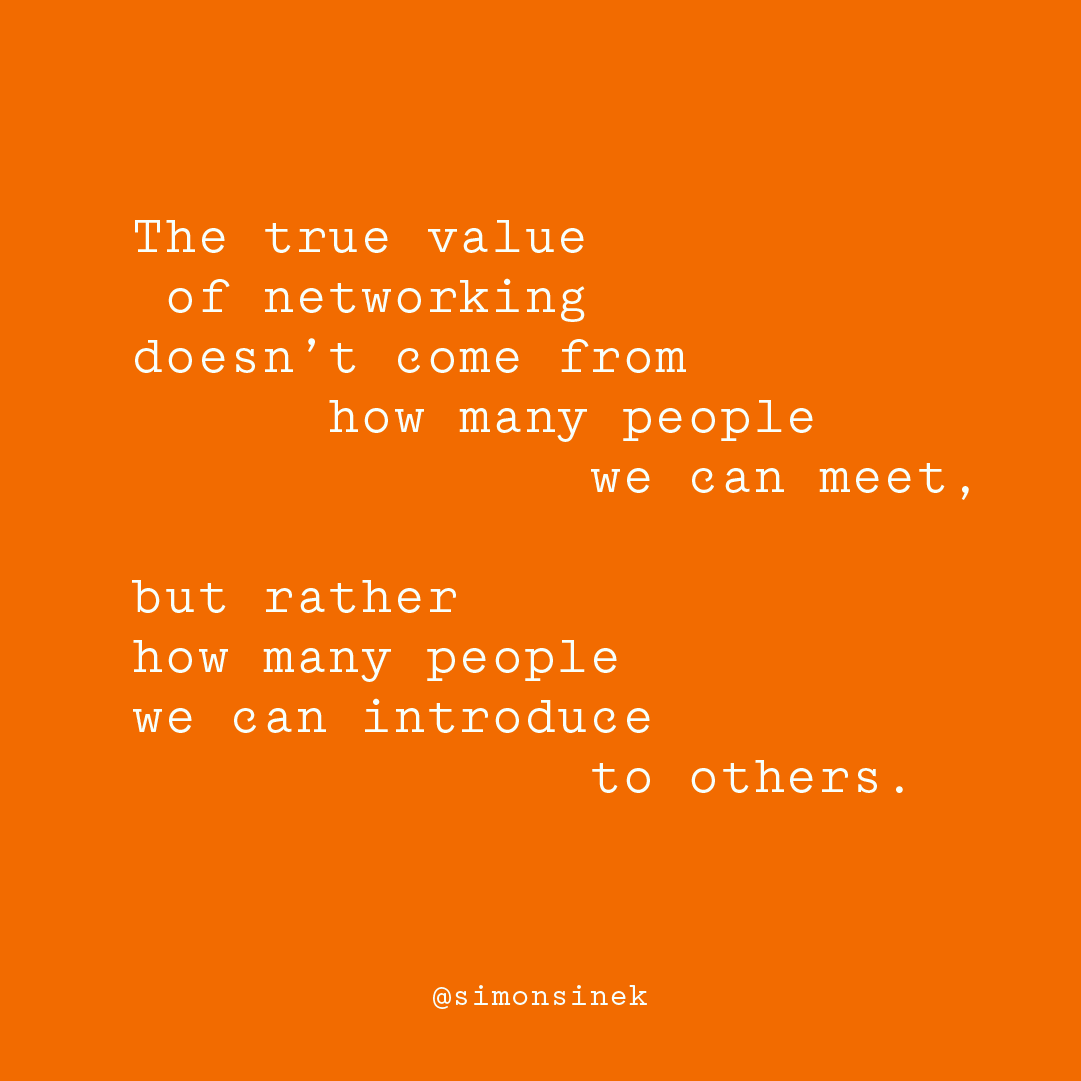 The true value
of networking
doesn’t come from
how many people
we can meet,
but rather
how many people
we can introduce
to others.
@simonsinek